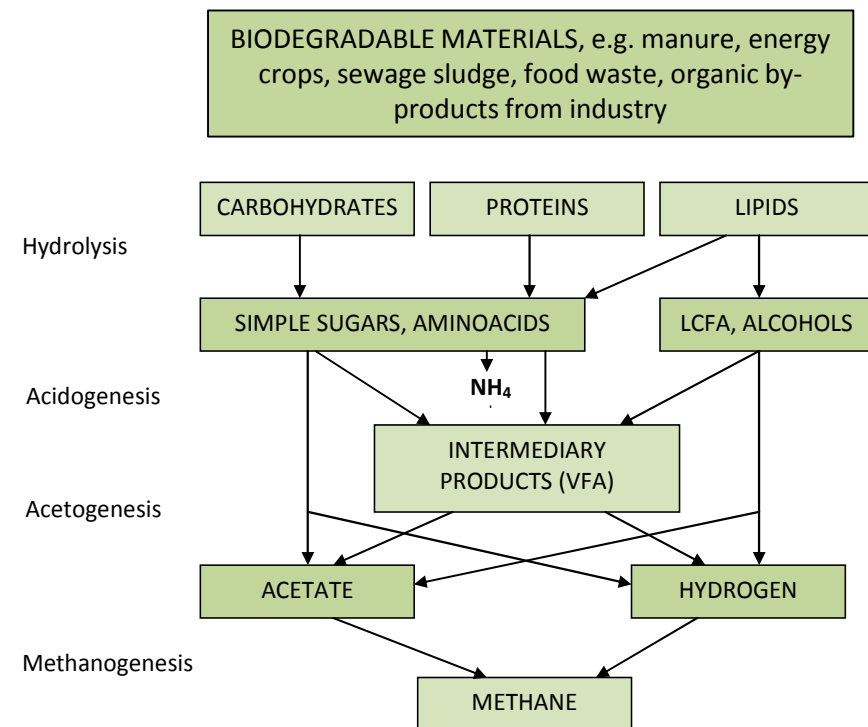 BIODEGRADABLE MATERIALS, e.g. manure, energy
crops, sewage sludge, food waste, organic by-
products from industry
CARBOHYDRATES
PROTEINS
LIPIDS
Hydrolysis
SIMPLE SUGARS, AMINOACIDS
LCFA, ALCOHOLS
NH₄
Acidogenesis
INTERMEDIARY
PRODUCTS (VFA)
Acetogenesis
ACETATE
HYDROGEN
Methanogenesis
METHANE